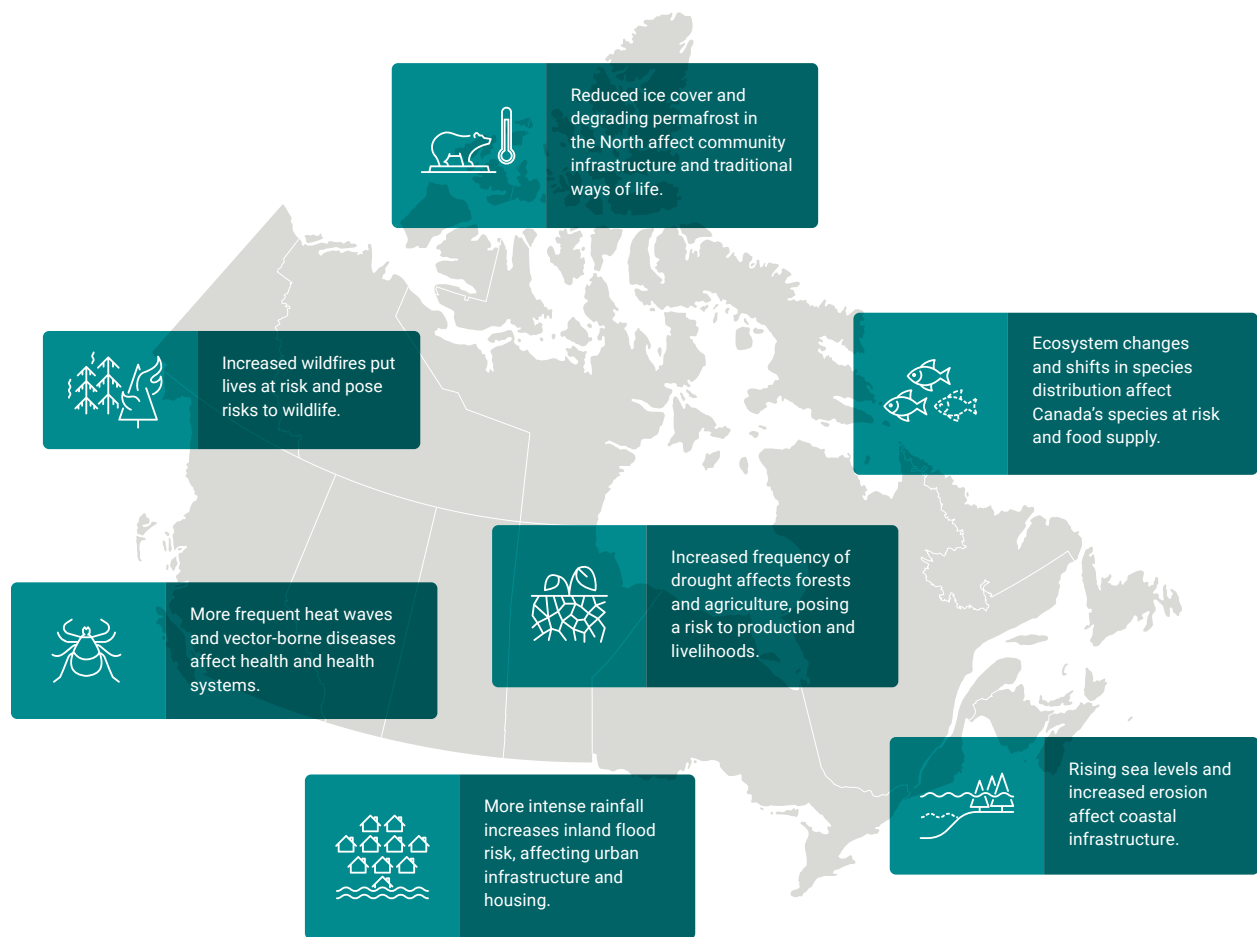 Reduced ice cover and
degrading permafrost in
the North affect community
infrastructure and traditional
ways of life.
Increased wildfires put
lives at risk and pose
risks to wildlife.
Ecosystem changes
and shifts in species
distribution affect
Canada’s species at risk
and food supply.
Increased frequency of
drought affects forests
and agriculture, posing
a risk to production and
livelihoods.
More frequent heat waves
and vector-borne diseases
affect health and health
systems.
Rising sea levels and
increased erosion
affect coastal
infrastructure.
More intense rainfall
increases inland flood
risk, affecting urban
infrastructure and
housing.